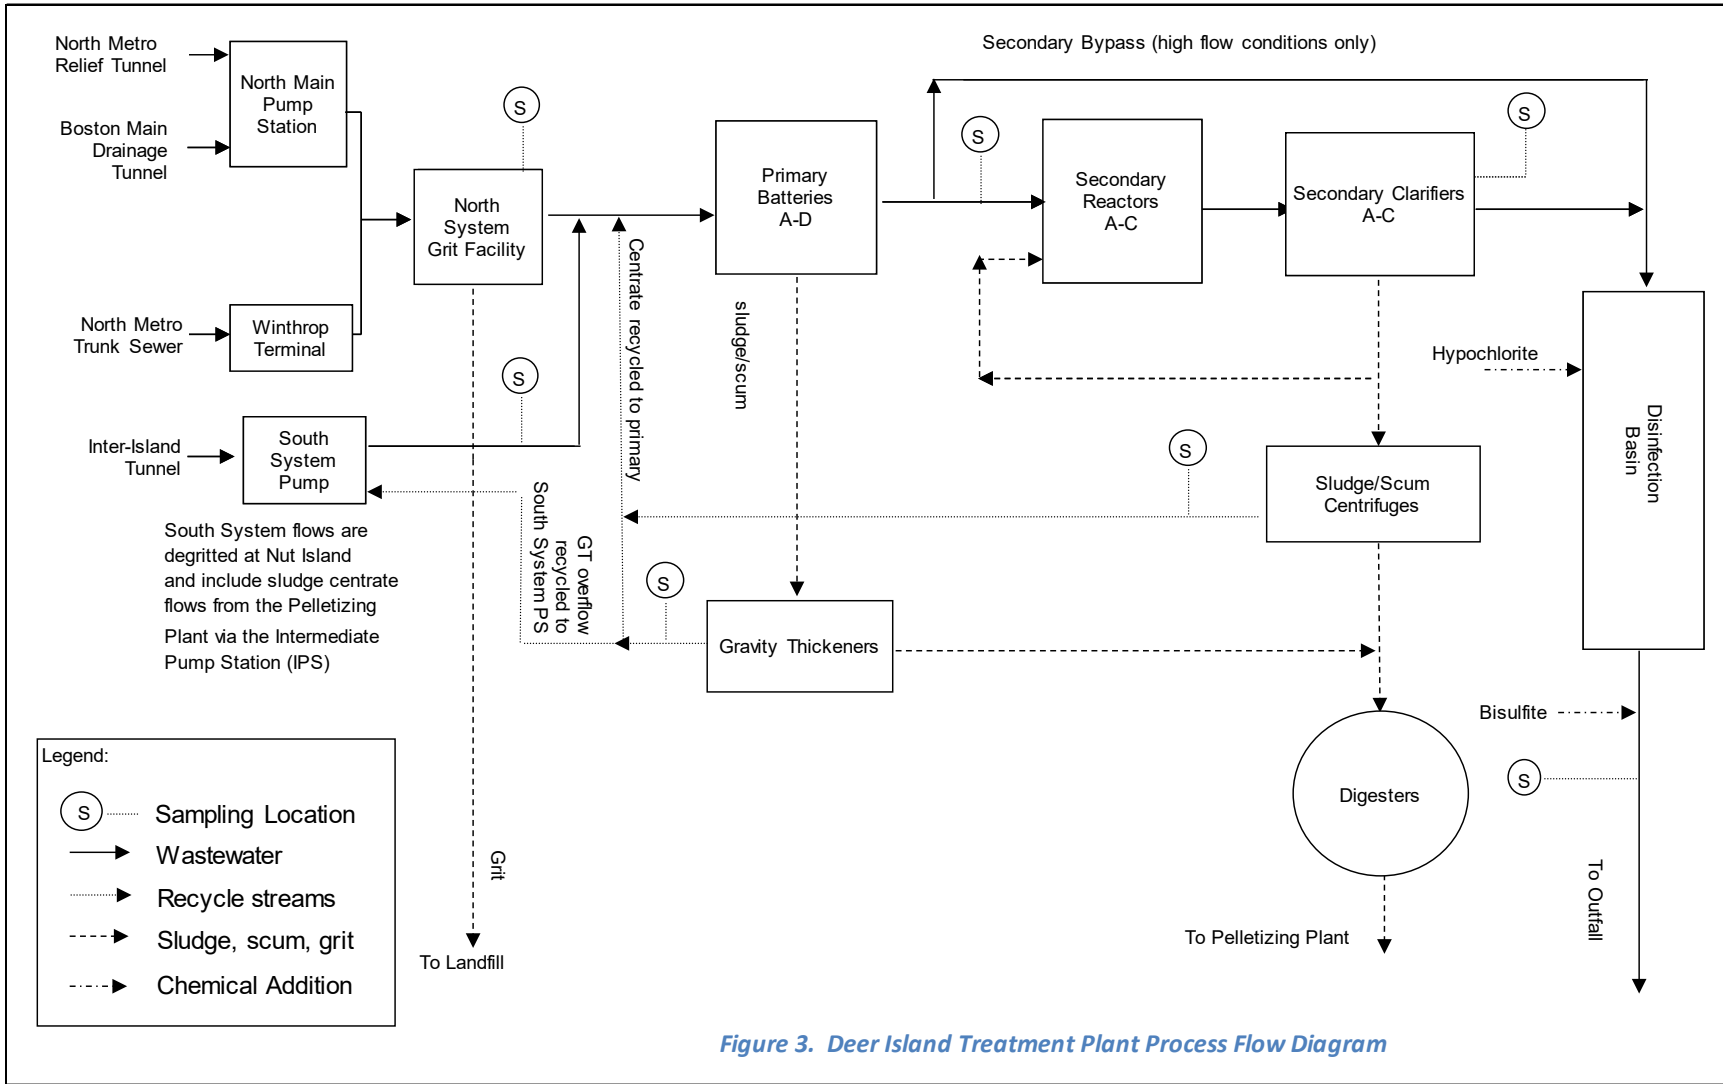 North Metro
Relief Tunnel
North Main
Pump
Station
Boston Main
Drainage
Tunnel
North Metro
Trunk Sewer
Winthrop
Terminal
Inter-Island
Tunnel
South
System
Pump
South System flows are
degritted at Nut Island
and include sludge centrate
flows from the Pelletizing
Plant via the Intermediate
Pump Station (IPS)
S
North
System
Grit Facility
S
Grit
To Landfill
GT overflow
recycled to
South System PS
Centrate recycled to primary
S
Primary
Batteries
A-D
sludge/scum
Gravity Thickeners
Secondary Bypass (high flow conditions only)
S
Secondary
Reactors
A-C
Secondary Clarifiers
A-C
S
S
Sludge/Scum
Centrifuges
Digesters
To Pelletizing Plant
Hypochlorite
Disinfection
Basin
Bisulfite
S
To Outfall
Legend:
S
Sampling Location
Wastewater
Recycle streams
Sludge, scum, grit
Chemical Addition
Figure 3. Deer Island Treatment Plant Process Flow Diagram